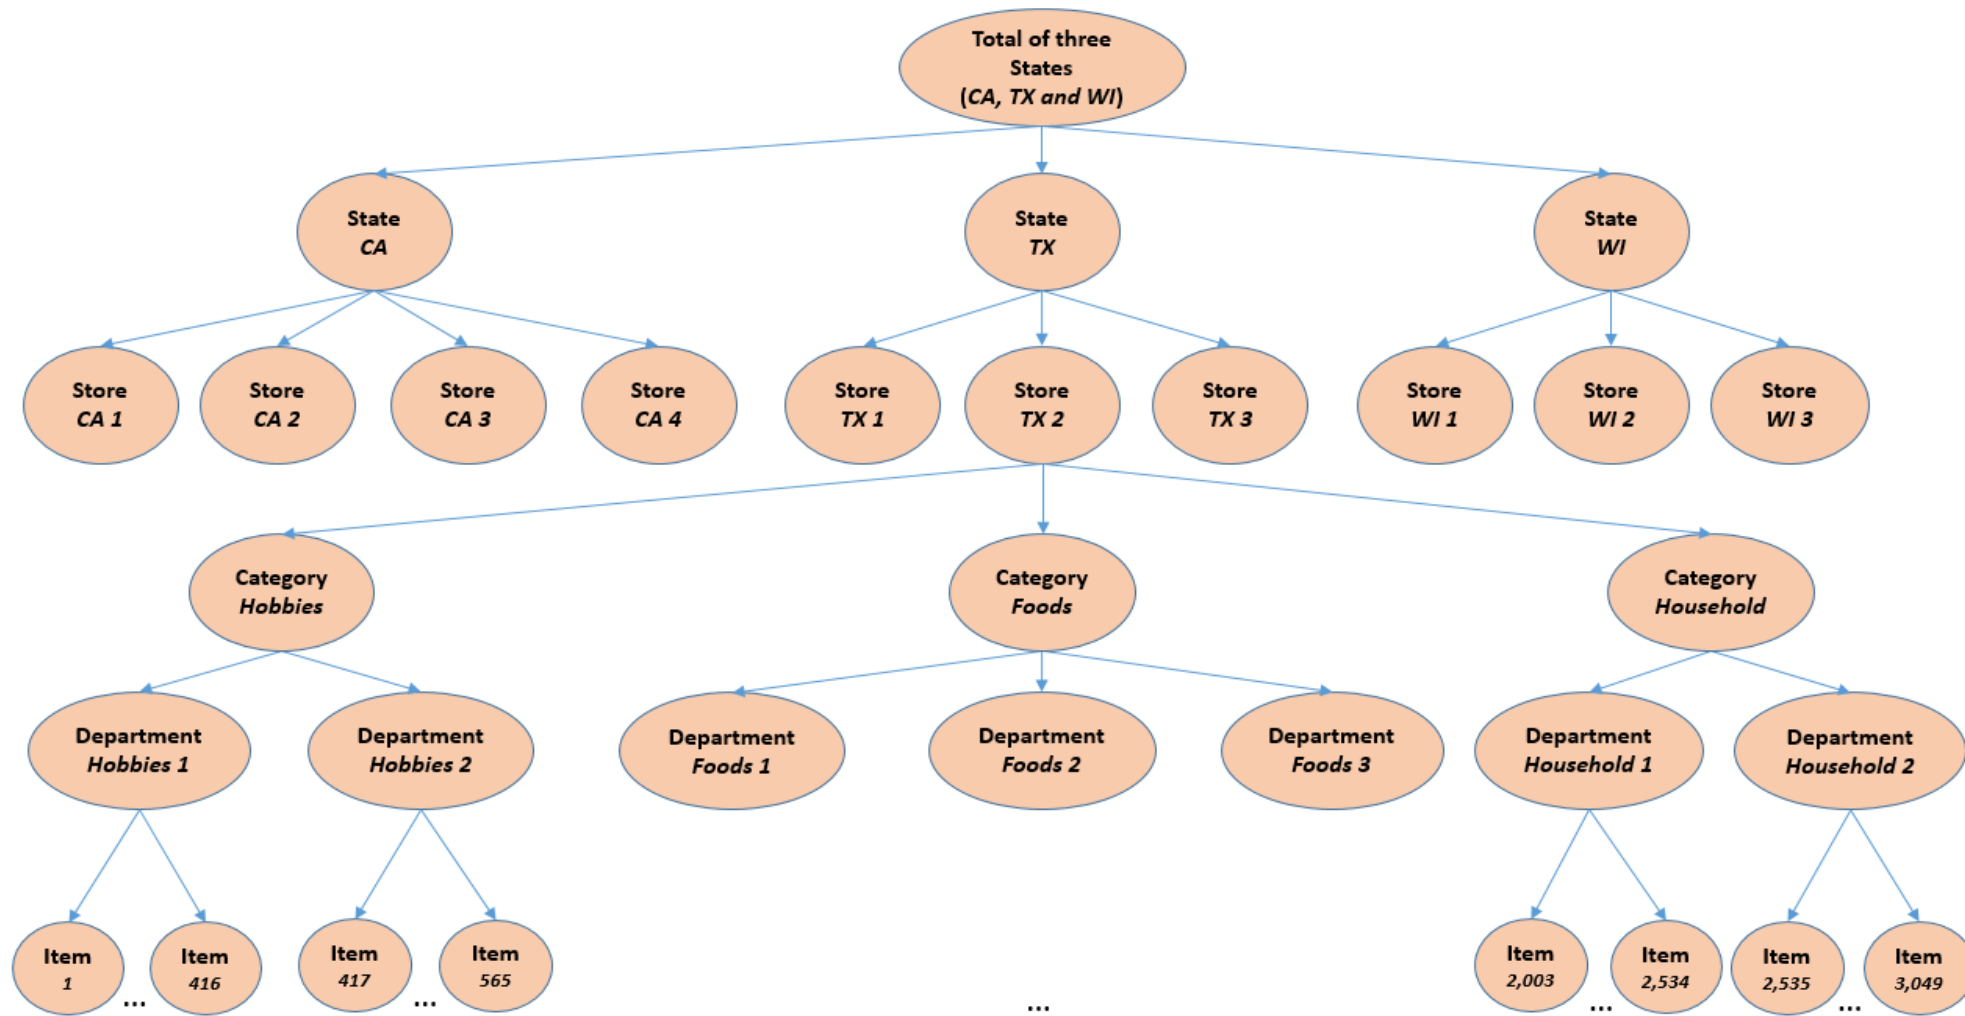 Total of three
States
(CA, TX and WI)
State
CA
State
TX
State
WI
Store
CA 1
Store
CA 2
Store
CA 3
Store
CA 4
Store
TX 1
Store
TX 2
Store
TX 3
Store
WI 1
Store
WI 2
Store
WI 3
Category
Hobbies
Category
Foods
Category
Household
Department
Hobbies 1
Department
Hobbies 2
Department
Foods 1
Department
Foods 2
Department
Foods 3
Department
Household 1
Department
Household 2
Item
1
...
Item
416
Item
417
...
Item
565
...
Item
2,003
...
Item
2,534
Item
2,535
...
Item
3,049